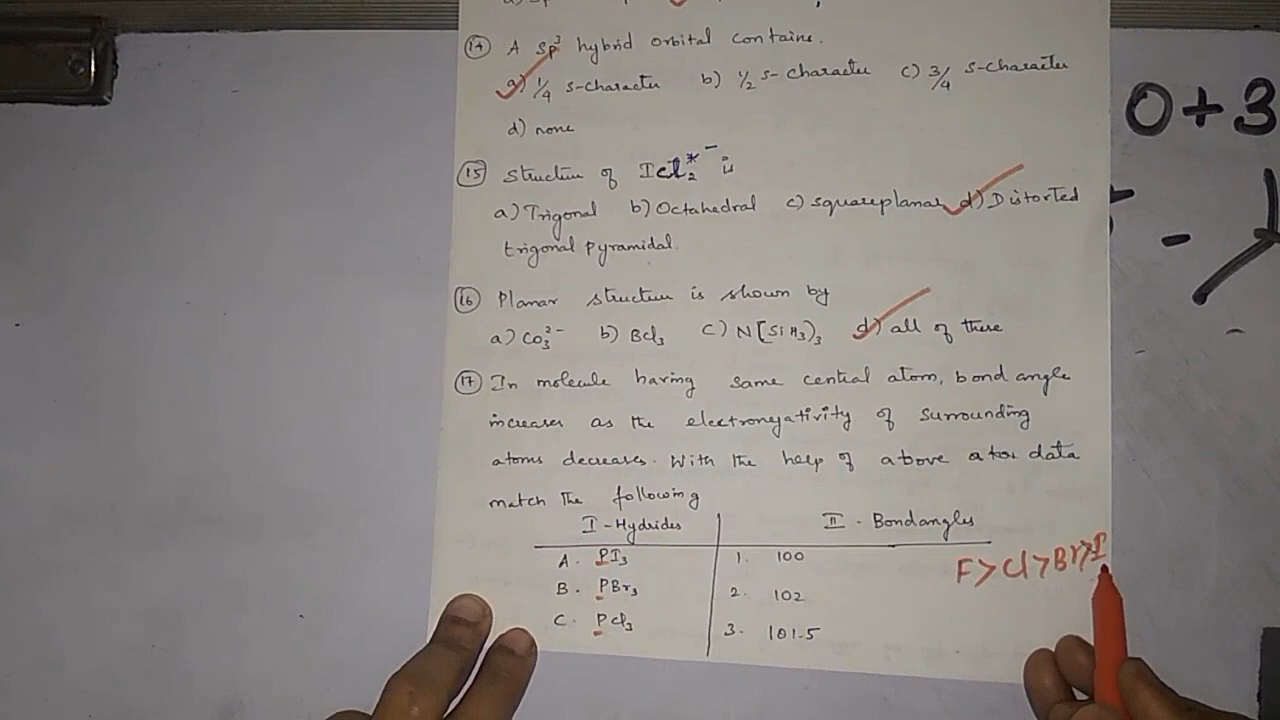 (14) A sp³ hybrid orbital contains.
a) 1/4 s-character b) 1/2 s-character c) 3/4 s-character
d) none
(15) Structure of ICl₂*⁻ is
a) Trigonal b) Octahedral c) squareplanar d) Distorted
trigonal pyramidal.
(16) Planar structure is shown by
a) CO₃²⁻ b) BCl₃ c) N[SiH₃]₃ d) all of these
(17) In molecule having same central atom, bond angle
increases as the electronegativity of surrounding
atoms decreases. With the help of above data
match the following
I - Hydrides II - Bondangles
A. PI₃ 1. 100
B. PBr₃ 2. 102
C. PCl₃ 3. 101.5
F>Cl>Br>I
0+3
-